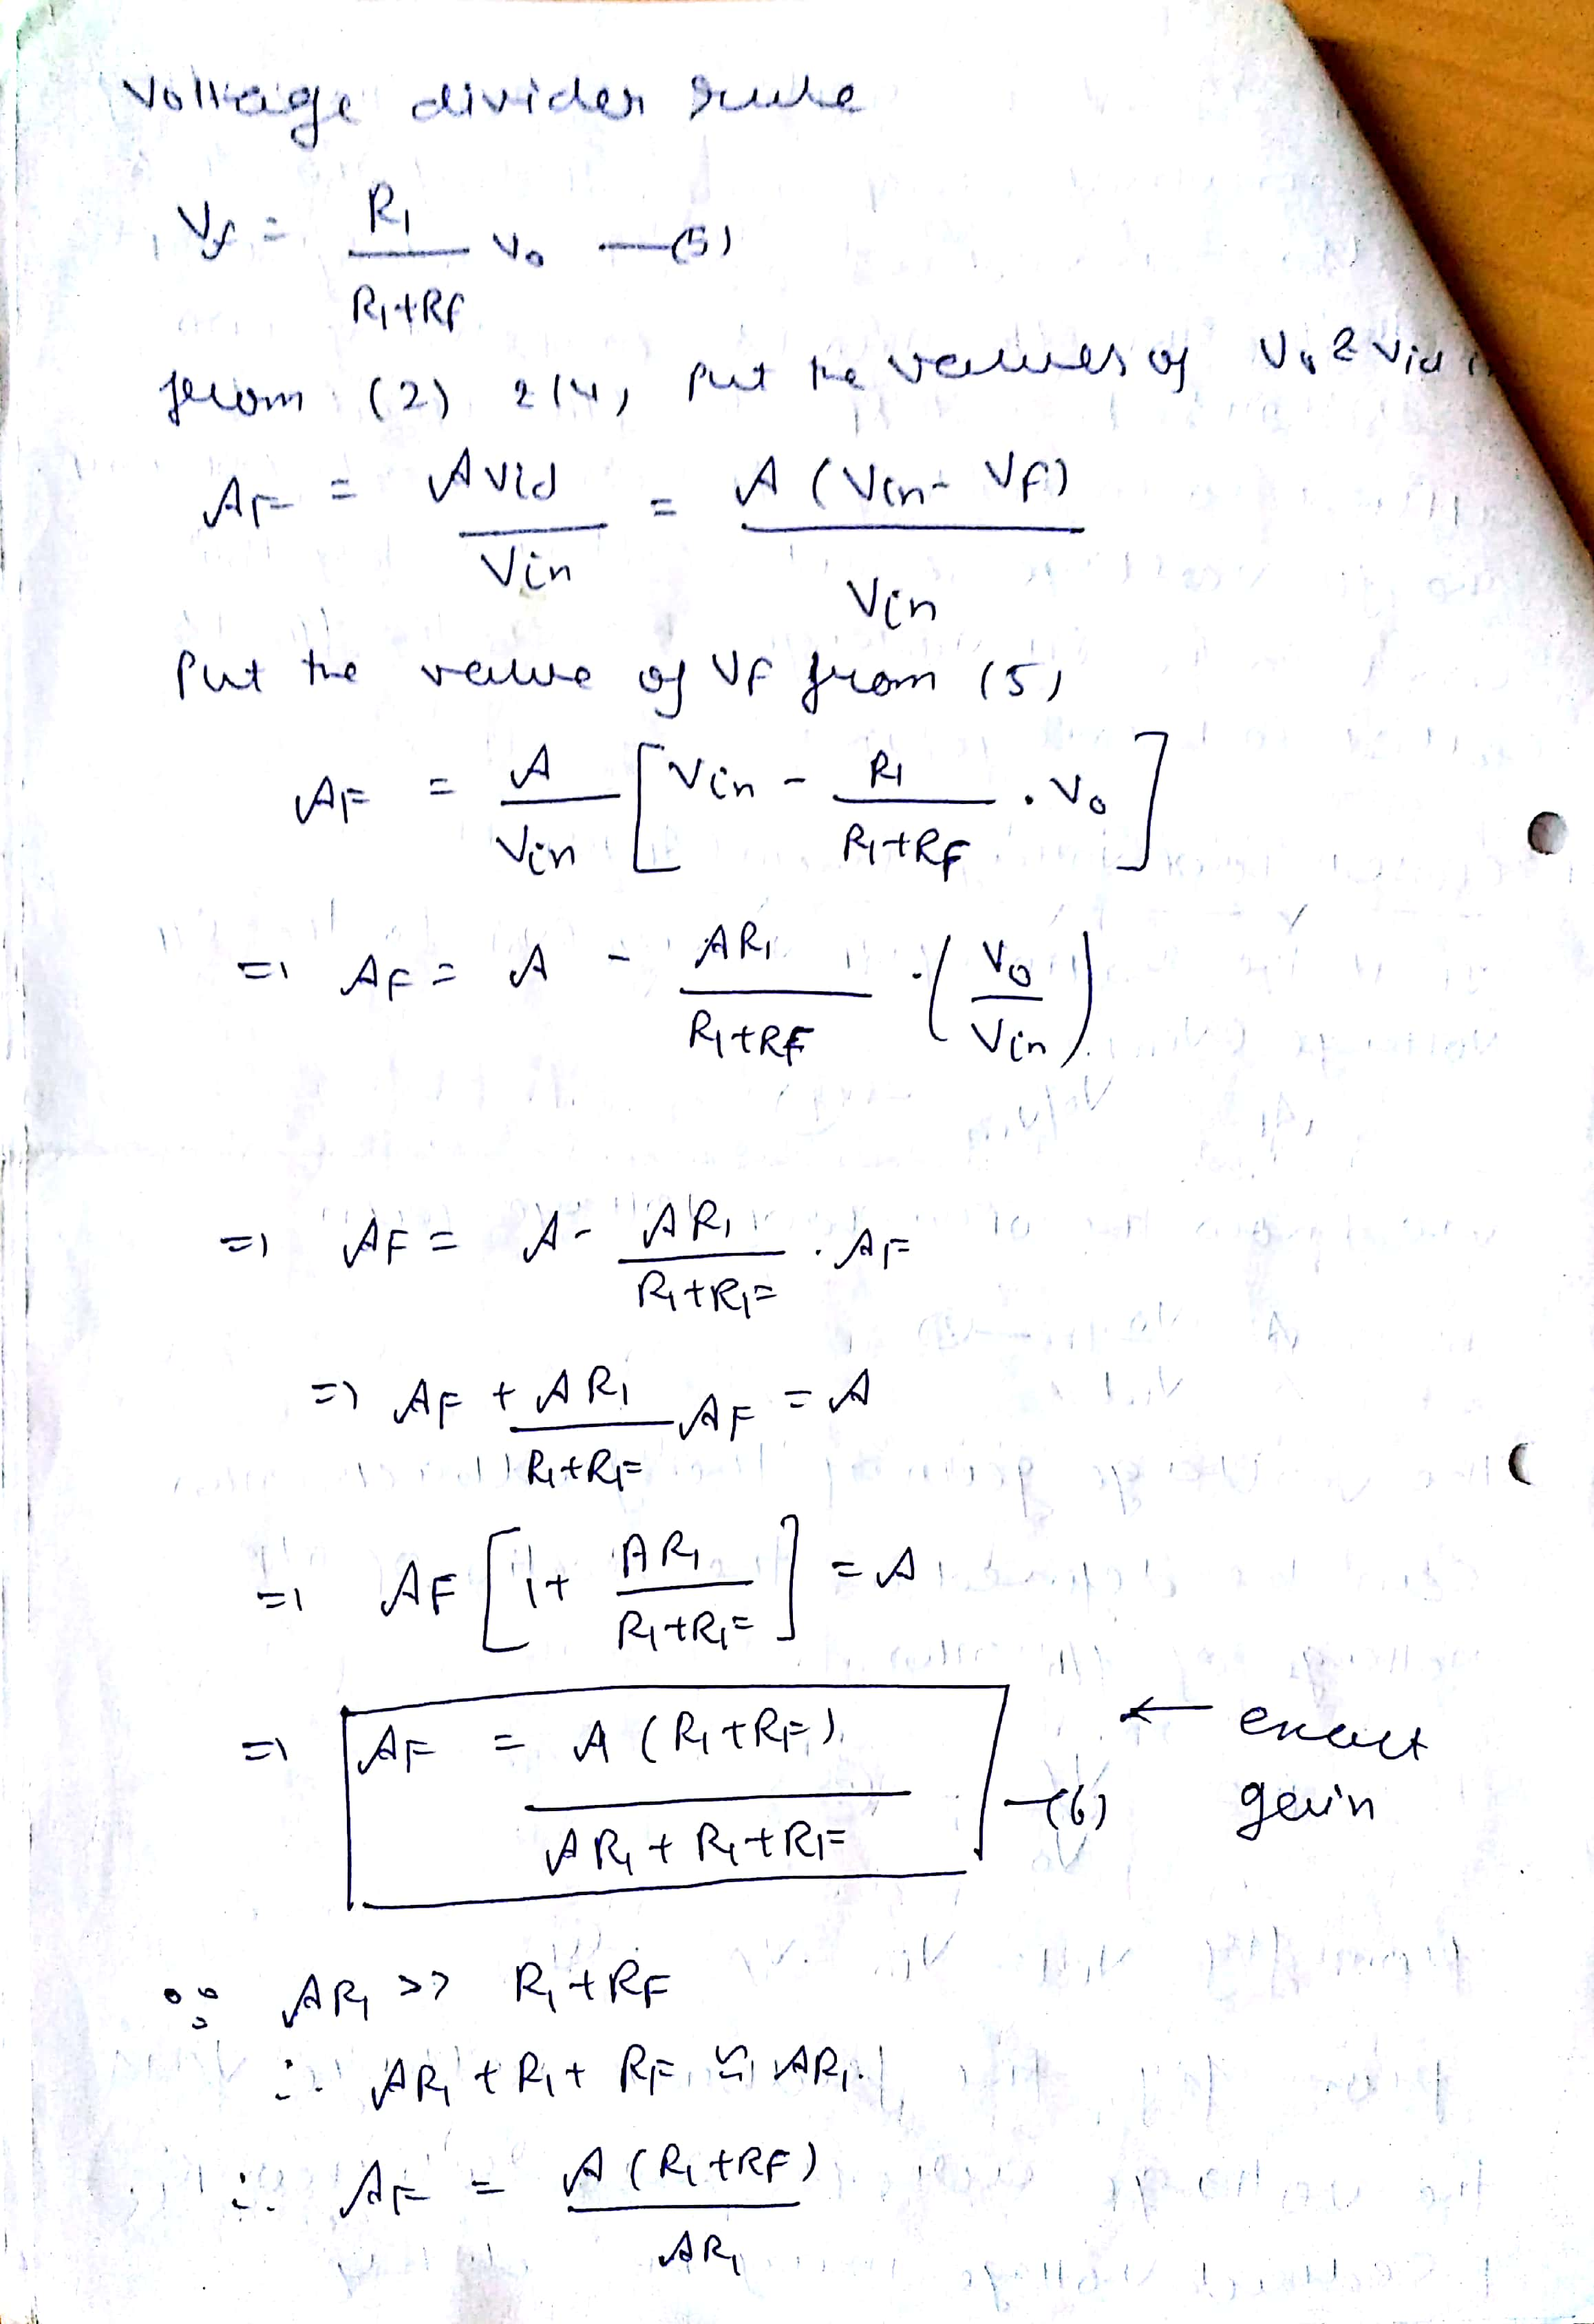 Voltage divider rule
Vf = R1 / R1+RF Vo —(5)
from (2) & (4), put the values of Vo & Vid
AF = AVid / Vin = A (Vin - VF) / Vin
Put the value of VF from (5)
AF = A / Vin [Vin - R1 / R1+RF . Vo]
=) AF = A - AR1 / R1+RF . (Vo / Vin)
=) AF = A - AR1 / R1+RF . AF
=) AF + AR1 / R1+RF AF = A
=) AF [1+ AR1 / R1+RF] = A
=) AF = A (R1+RF) / AR1 + R1+RF —(6) ← exact gain
∵ AR1 >> R1+RF
∴ AR1 + R1+ RF ≈ AR1.
∴ AF = A (R1+RF) / AR1